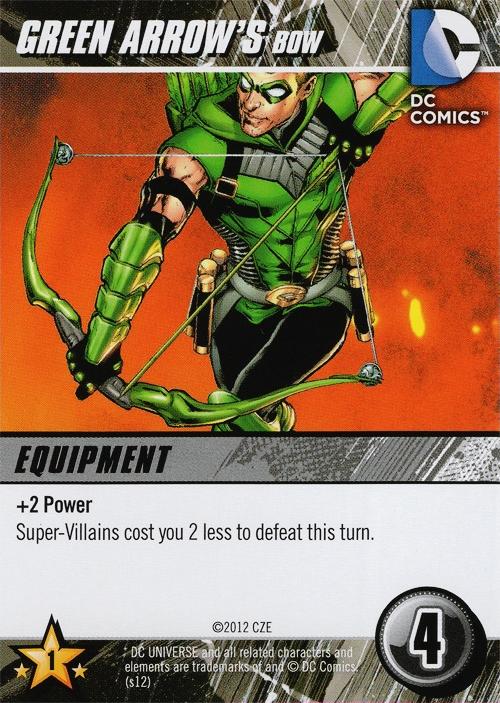 GREEN ARROW'S BOW
DC
DC
COMICS™
EQUIPMENT
+2 Power
Super-Villains cost you 2 less to defeat this turn.
©2012 CZE
1
DC UNIVERSE and all related characters and
elements are trademarks of and © DC Comics.
(s12)
4